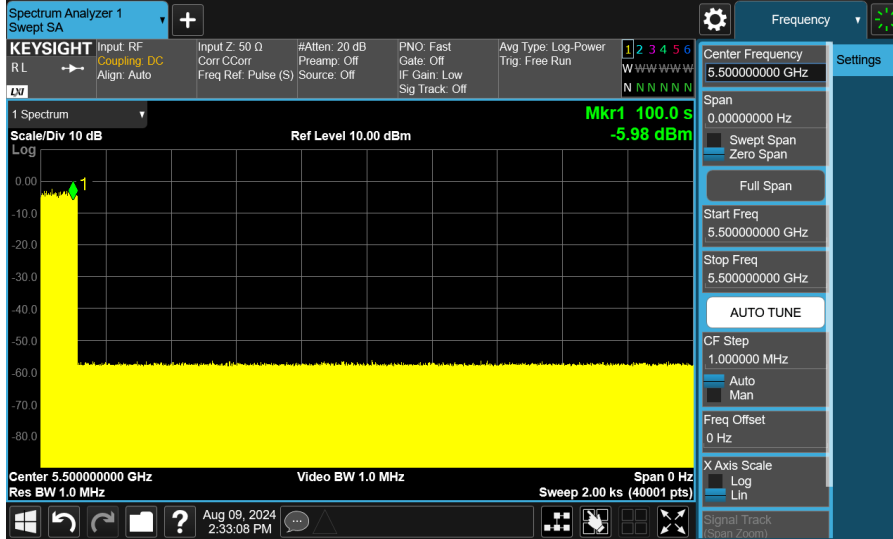 Spectrum Analyzer 1
Swept SA
Frequency
Settings
KEYSIGHT
R L
LXI
Input: RF
Coupling: DC
Align: Auto
Input Z: 50 Ω
Corr CCorr
Freq Ref: Pulse (S)
#Atten: 20 dB
Preamp: Off
Source: Off
PNO: Fast
Gate: Off
IF Gain: Low
Sig Track: Off
Avg Type: Log-Power
Trig: Free Run
1 2 3 4 5 6
W W W W W W
N N N N N N
1 Spectrum
Scale/Div 10 dB
Log
Ref Level 10.00 dBm
Mkr1 100.0 s
-5.98 dBm
1
0.00
-10.0
-20.0
-30.0
-40.0
-50.0
-60.0
-70.0
-80.0
Center 5.500000000 GHz
Res BW 1.0 MHz
Video BW 1.0 MHz
Span 0 Hz
Sweep 2.00 ks (40001 pts)
Center Frequency
5.500000000 GHz
Span
0.00000000 Hz
Swept Span
Zero Span
Full Span
Start Freq
5.500000000 GHz
Stop Freq
5.500000000 GHz
AUTO TUNE
CF Step
1.000000 MHz
Auto
Man
Freq Offset
0 Hz
X Axis Scale
Log
Lin
Signal Track
(Span Zoom)
?
Aug 09, 2024
2:33:08 PM